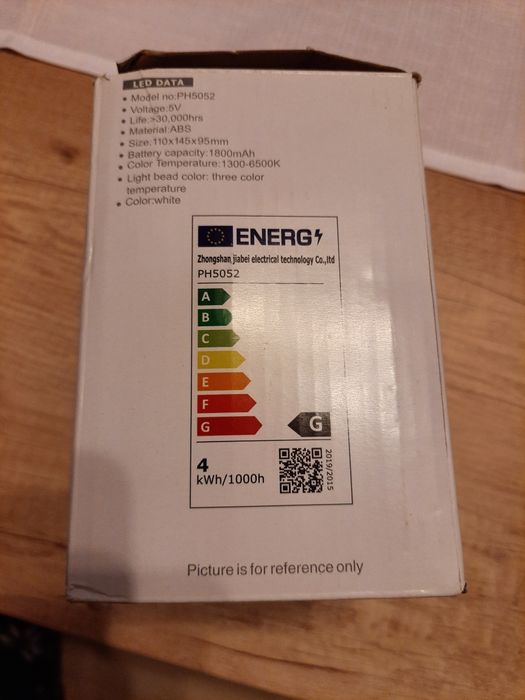 LED DATA
• Model no:PH5052
• Voltage:5V
• Life:>30,000hrs
• Material:ABS
• Size:110x145x95mm
• Battery capacity:1800mAh
• Color Temperature:1300-6500K
• Light bead color: three color
temperature
• Color:white
ENERG
Zhongshan jiabei electrical technology Co.,ltd
PH5052
A
B
C
D
E
F
G
G
4
kWh/1000h
2019/2015
Picture is for reference only